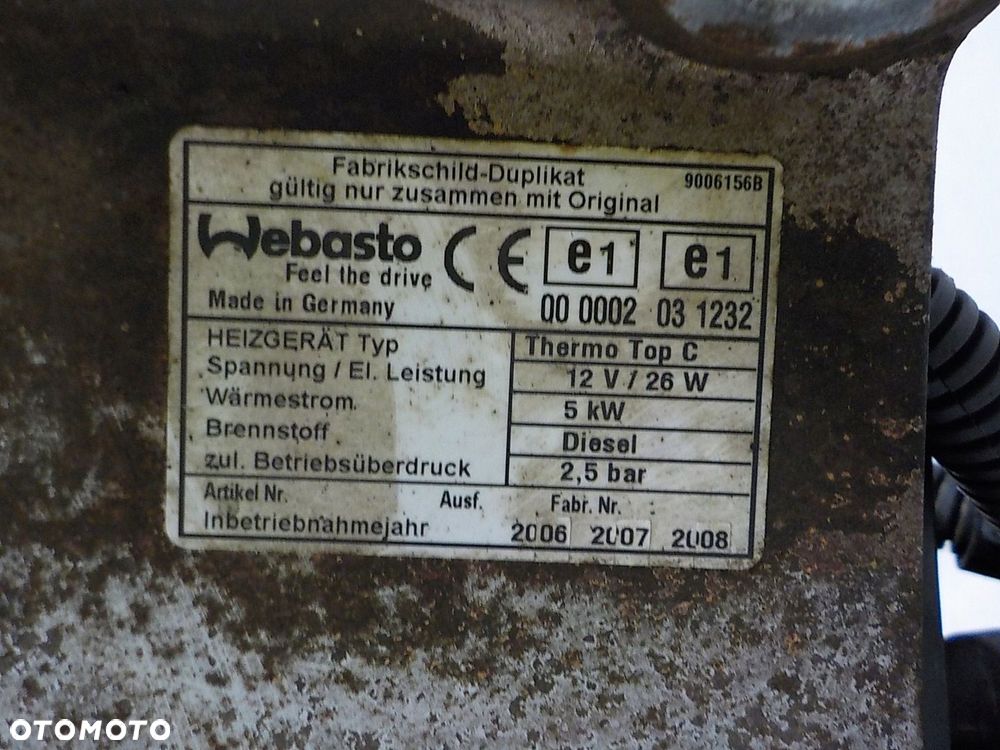 Fabrikschild-Duplikat
gültig nur zusammen mit Original
9006156B
Webasto
Feel the drive
Made in Germany
CE
e1
00 0002
e1
03 1232
HEIZGERÄT Typ Thermo Top C
Spannung / El. Leistung 12 V / 26 W
Wärmestrom 5 kW
Brennstoff Diesel
zul. Betriebsüberdruck 2,5 bar
Artikel Nr. Ausf. Fabr. Nr.
Inbetriebnahmejahr 2006 2007 2008
OTOMOTO